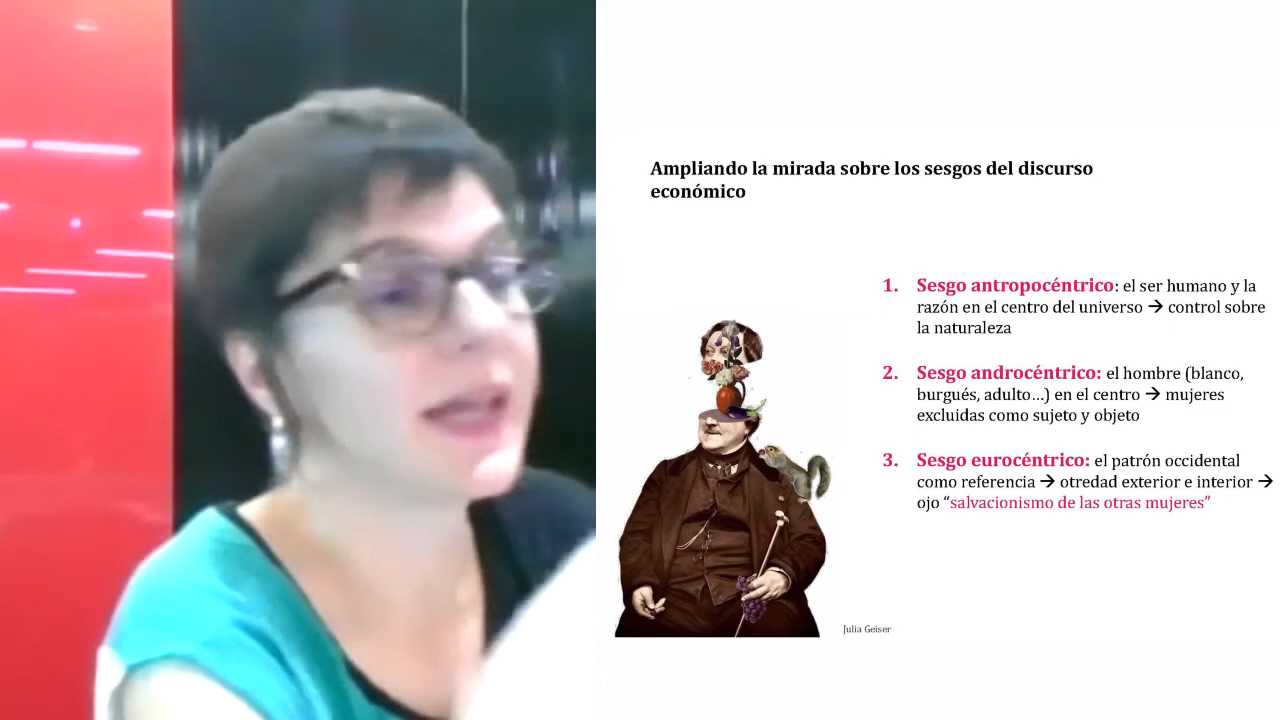 Ampliando la mirada sobre los sesgos del discurso
económico
1. Sesgo antropocéntrico: el ser humano y la
razón en el centro del universo → control sobre
la naturaleza
2. Sesgo androcéntrico: el hombre (blanco,
burgués, adulto…) en el centro → mujeres
excluidas como sujeto y objeto
3. Sesgo eurocéntrico: el patrón occidental
como referencia → otredad exterior e interior →
ojo “salvacionismo de las otras mujeres”
Julia Geiser